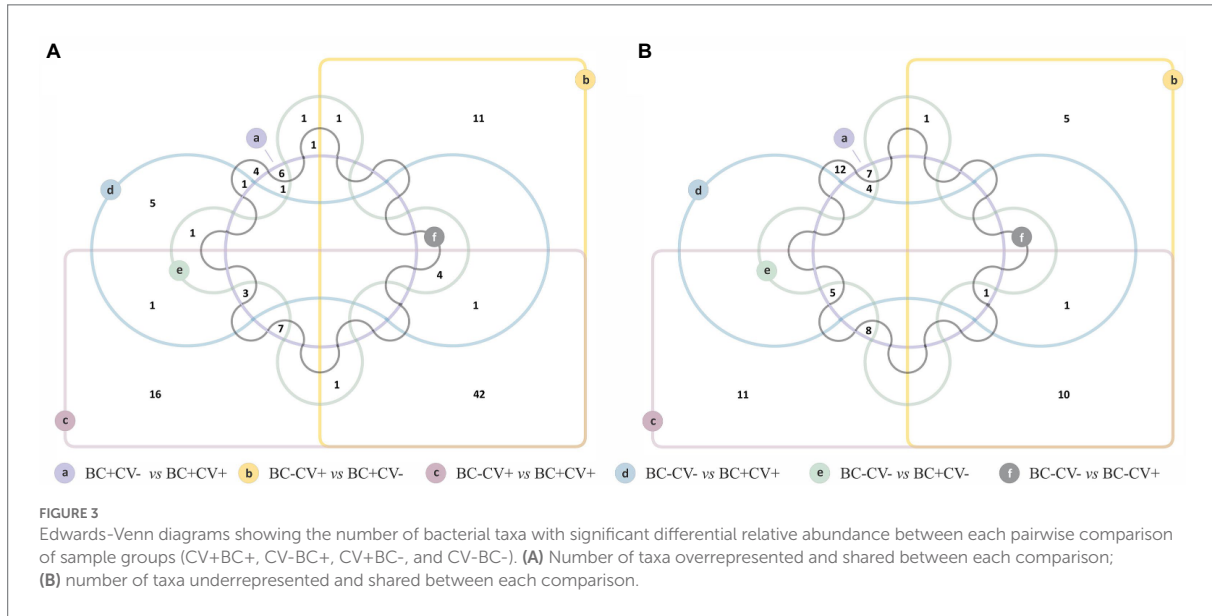 A
B
b
b
1 1 11
1 5
a
a
1
4 6
12 7
1 1
4
d
d
5
1
f
f
e
e
4
3
5 1
1 1
1
7
8
1
16 42
11 10
c
c
a BC+CV- vs BC+CV+ b BC-CV+ vs BC+CV- c BC-CV+ vs BC+CV+ d BC-CV- vs BC+CV+ e BC-CV- vs BC+CV- f BC-CV- vs BC-CV+
FIGURE 3
Edwards-Venn diagrams showing the number of bacterial taxa with significant differential relative abundance between each pairwise comparison
of sample groups (CV+BC+, CV-BC+, CV+BC-, and CV-BC-). (A) Number of taxa overrepresented and shared between each comparison;
(B) number of taxa underrepresented and shared between each comparison.